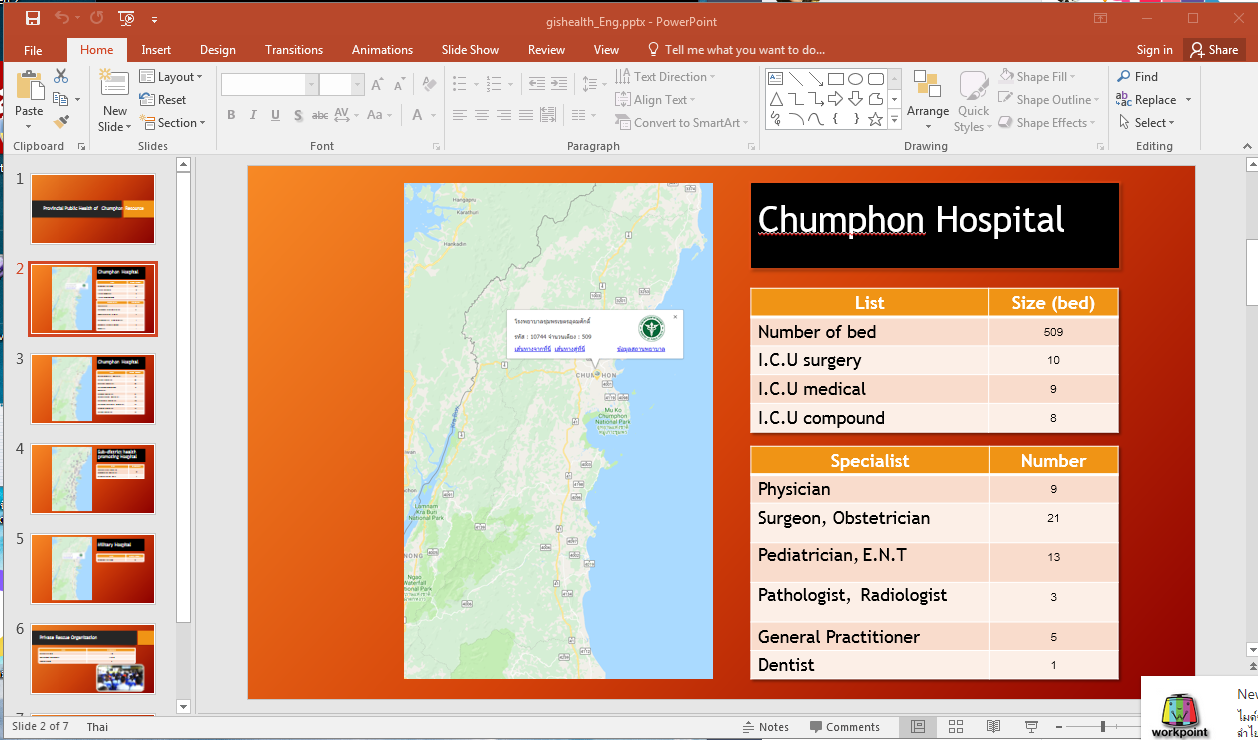 gishealth_Eng.pptx - PowerPoint
File Home Insert Design Transitions Animations Slide Show Review View Tell me what you want to do... Sign in Share
Paste
Clipboard
New Slide
Layout
Reset
Section
Slides
B I U S abc AV Aa A
Font
Text Direction
Align Text
Convert to SmartArt
Paragraph
Arrange
Quick Styles
Shape Fill
Shape Outline
Shape Effects
Drawing
Find
Replace
Select
Editing
1
Provincial Public Health of Chumphon Resource
2
Chumphon Hospital
3
Chumphon Hospital
4
Sub-district health promoting Hospital
5
Military Hospital
6
Private Rescue Organization
7
Hangapru
Karathuri
Hankadin
โรงพยาบาลชุมพรเขตรอุดมศักดิ์
รหัส : 10744 จำนวนเตียง : 509
เส้นทางจากที่นี่ เส้นทางสู่ที่นี่ ข้อมูลสถานพยาบาล
Mu Ko
Chumphon
National Park
Lamnam
Kra Buri
National Park
NONG
Ngao
Waterfall
National Park
Chumphon Hospital
List Size (bed)
Number of bed 509
I.C.U surgery 10
I.C.U medical 9
I.C.U compound 8
Specialist Number
Physician 9
Surgeon, Obstetrician 21
Pediatrician, E.N.T 13
Pathologist, Radiologist 3
General Practitioner 5
Dentist 1
Slide 2 of 7 Thai
Notes Comments
workpoint